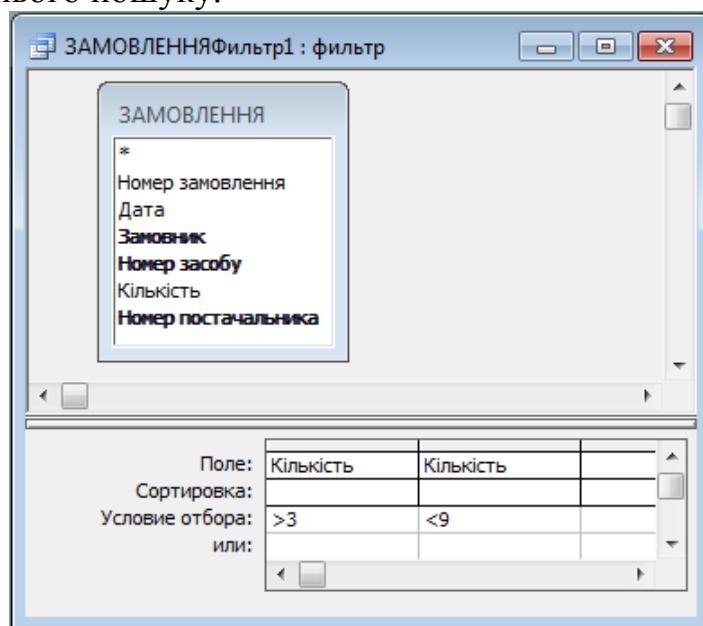 ЗАМОВЛЕННЯФильтр1 : фильтр
ЗАМОВЛЕННЯ
*
Номер замовлення
Дата
Замовник
Номер засобу
Кількість
Номер постачальника
Поле: Кількість Кількість
Сортировка:
Условие отбора: >3 <9
или: